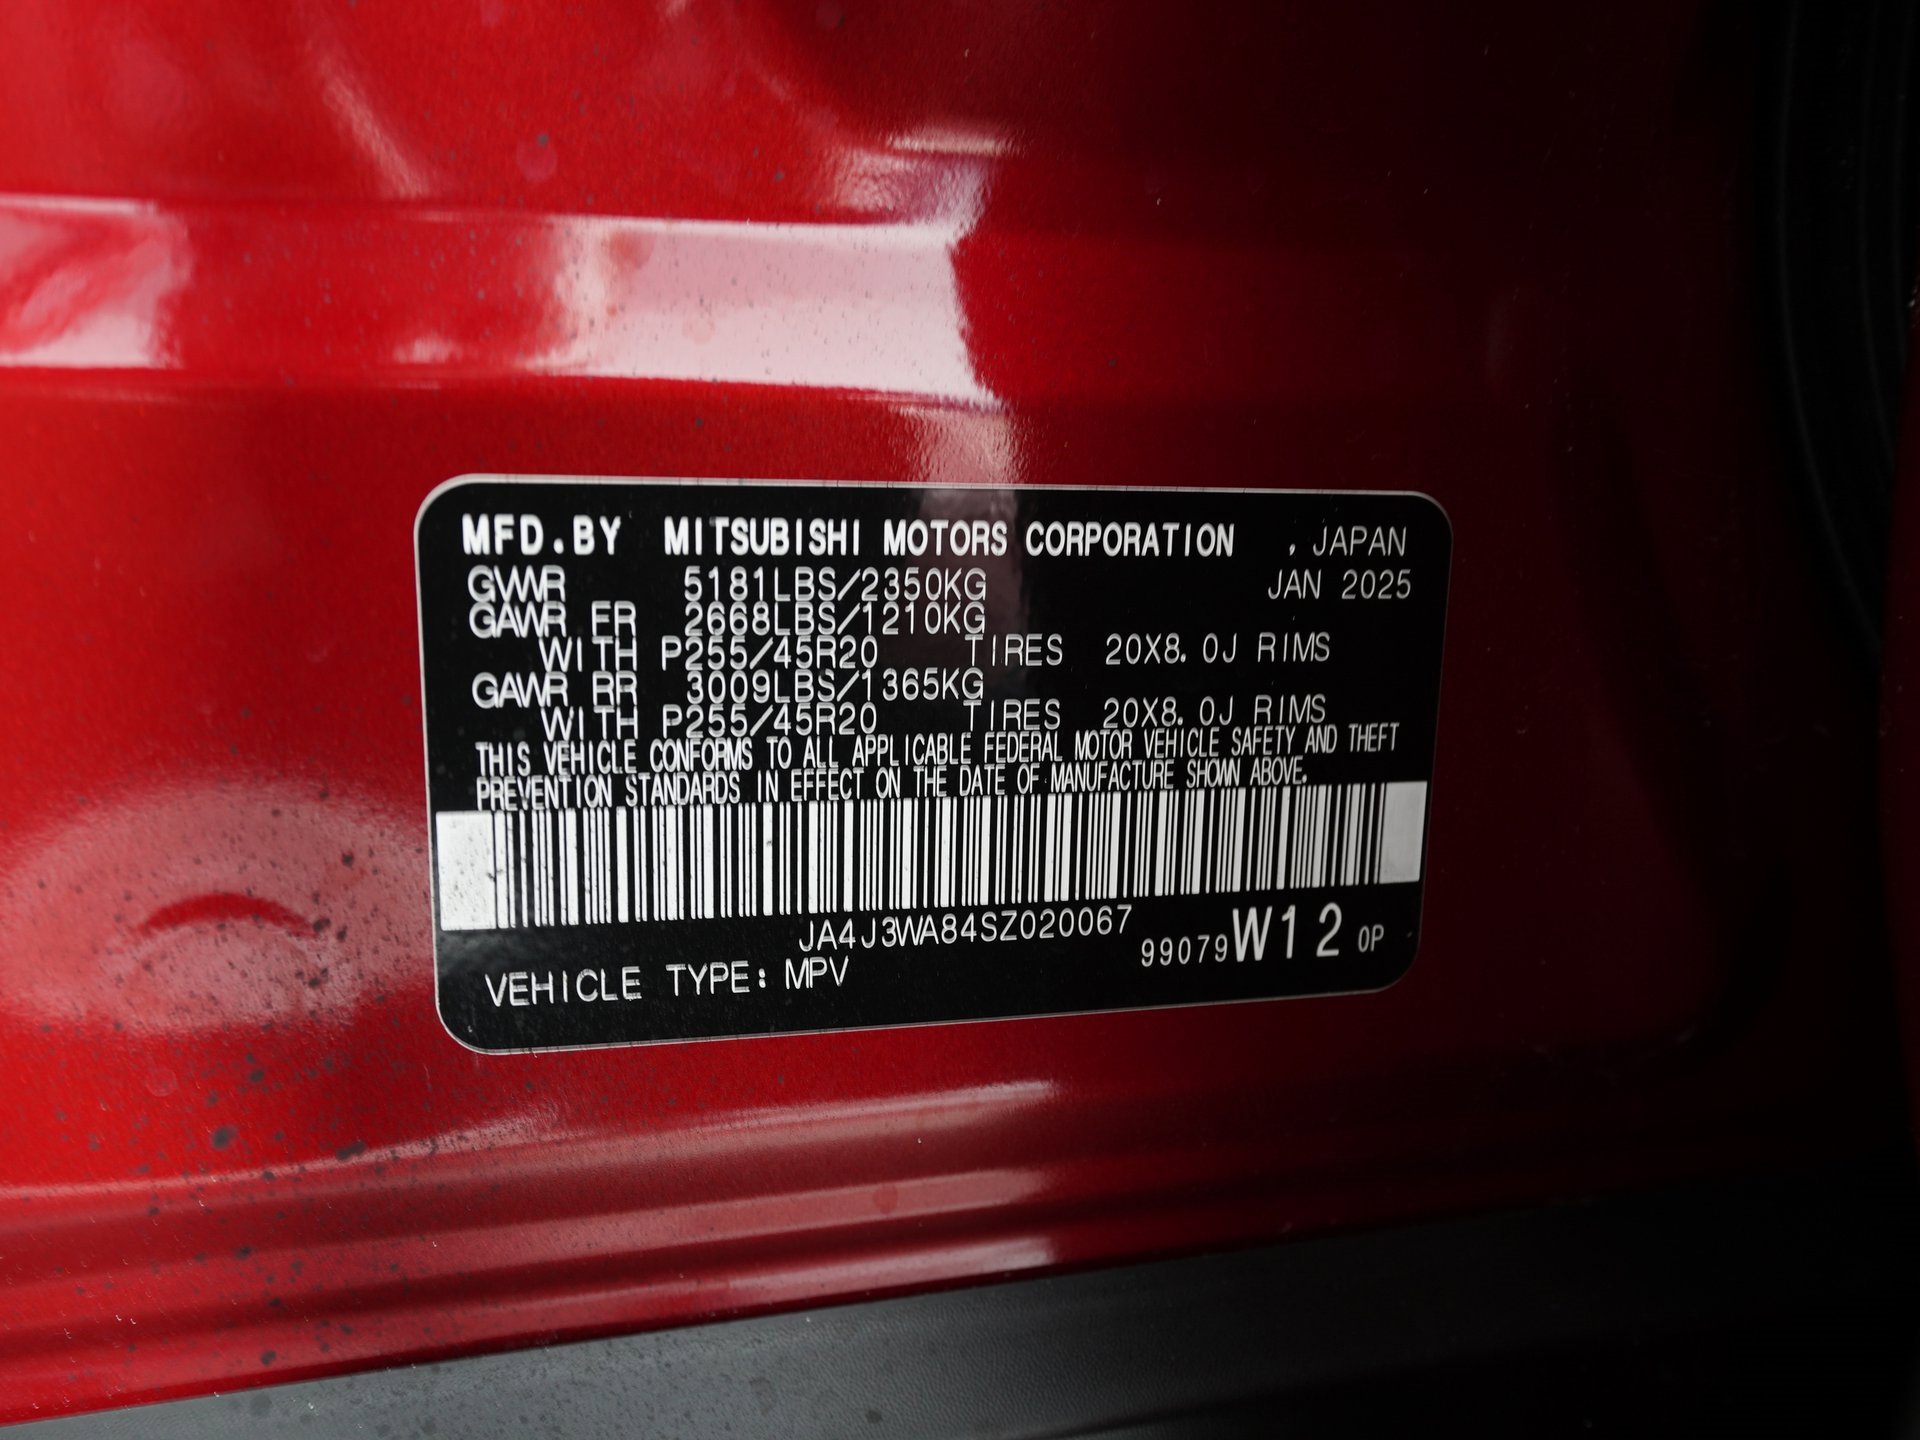 MFD.BY MITSUBISHI MOTORS CORPORATION , JAPAN
GVWR 5181LBS/2350KG JAN 2025
GAWR FR 2668LBS/1210KG
WITH P255/45R20 TIRES 20X8.0J RIMS
GAWR RR 3009LBS/1365KG
WITH P255/45R20 TIRES 20X8.0J RIMS
THIS VEHICLE CONFORMS TO ALL APPLICABLE FEDERAL MOTOR VEHICLE SAFETY AND THEFT
PREVENTION STANDARDS IN EFFECT ON THE DATE OF MANUFACTURE SHOWN ABOVE.
JA4J3WA84SZ020067
99079W12 0P
VEHICLE TYPE: MPV